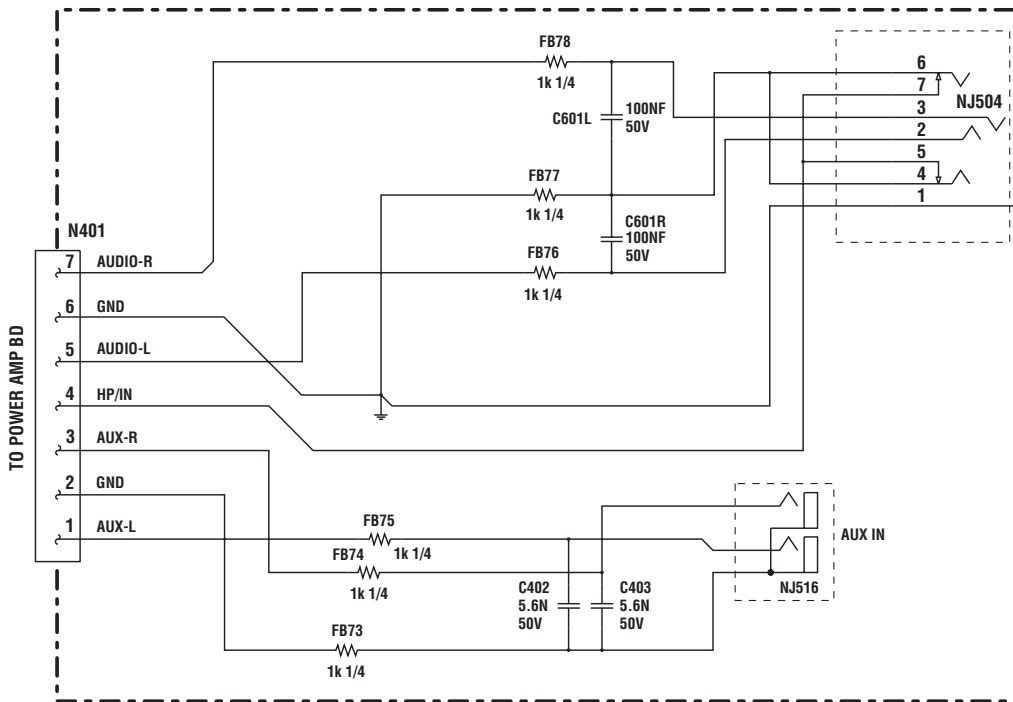 FB78
1k 1/4
C601L
100NF
50V
6
7
NJ504
3
2
5
4
1
FB77
1k 1/4
C601R
100NF
50V
FB76
1k 1/4
N401
TO POWER AMP BD
7 AUDIO-R
6 GND
5 AUDIO-L
4 HP/IN
3 AUX-R
2 GND
1 AUX-L
FB75
1k 1/4
FB74
1k 1/4
FB73
1k 1/4
C402
5.6N
50V
C403
5.6N
50V
AUX IN
NJ516